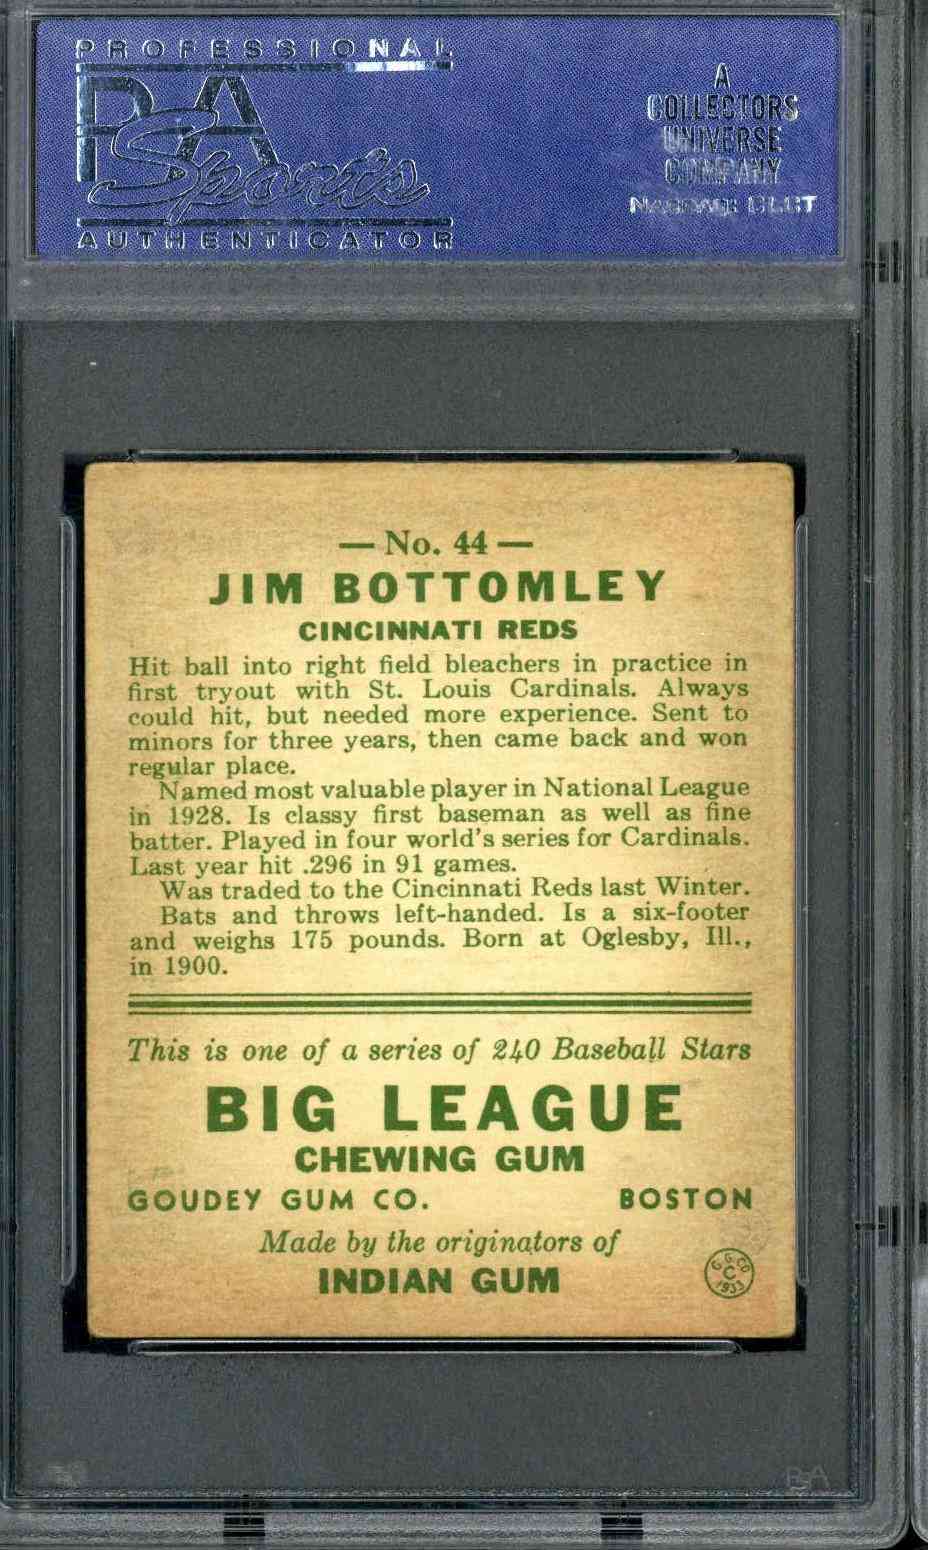 PROFESSIONAL
PSA
Sports
AUTHENTICATOR
A
COLLECTORS
UNIVERSE
COMPANY
NASDAQ: CLCT
— No. 44 —
JIM BOTTOMLEY
CINCINNATI REDS
Hit ball into right field bleachers in practice in
first tryout with St. Louis Cardinals. Always
could hit, but needed more experience. Sent to
minors for three years, then came back and won
regular place.
Named most valuable player in National League
in 1928. Is classy first baseman as well as fine
batter. Played in four world's series for Cardinals.
Last year hit .296 in 91 games.
Was traded to the Cincinnati Reds last Winter.
Bats and throws left-handed. Is a six-footer
and weighs 175 pounds. Born at Oglesby, Ill.,
in 1900.
This is one of a series of 240 Baseball Stars
BIG LEAGUE
CHEWING GUM
GOUDEY GUM CO. BOSTON
Made by the originators of
INDIAN GUM
G.G.CO
C
1933
PSA